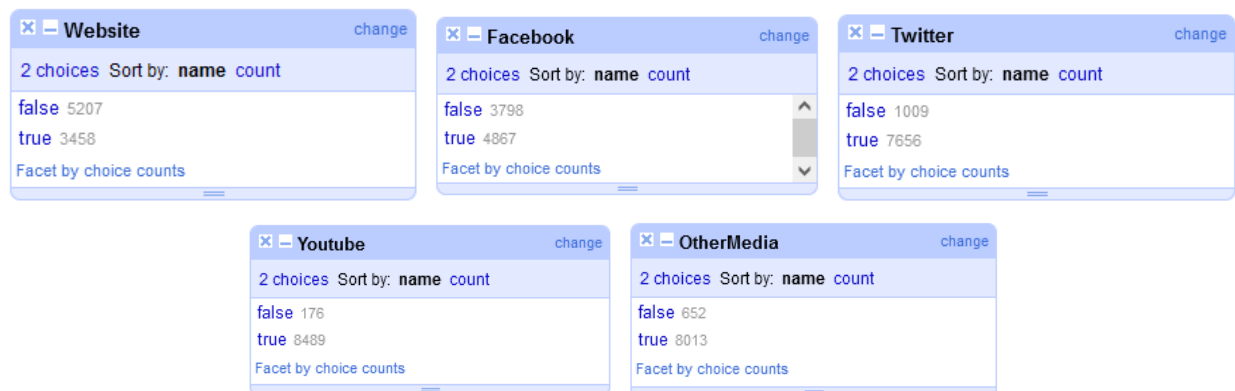 Website change
2 choices Sort by: name count
false 5207
true 3458
Facet by choice counts
Facebook change
2 choices Sort by: name count
false 3798
true 4867
Facet by choice counts
Twitter change
2 choices Sort by: name count
false 1009
true 7656
Facet by choice counts
Youtube change
2 choices Sort by: name count
false 176
true 8489
Facet by choice counts
OtherMedia change
2 choices Sort by: name count
false 652
true 8013
Facet by choice counts